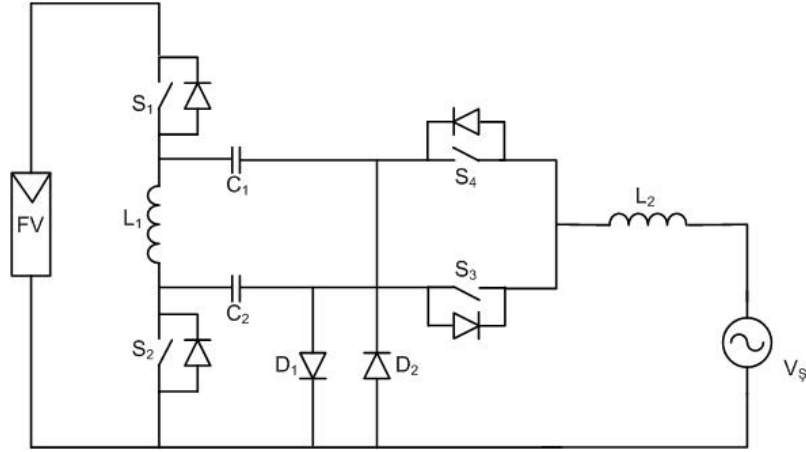 S₁
C₁
S₄
L₂
FV
L₁
S₃
C₂
S₂
D₁
D₂
Vş